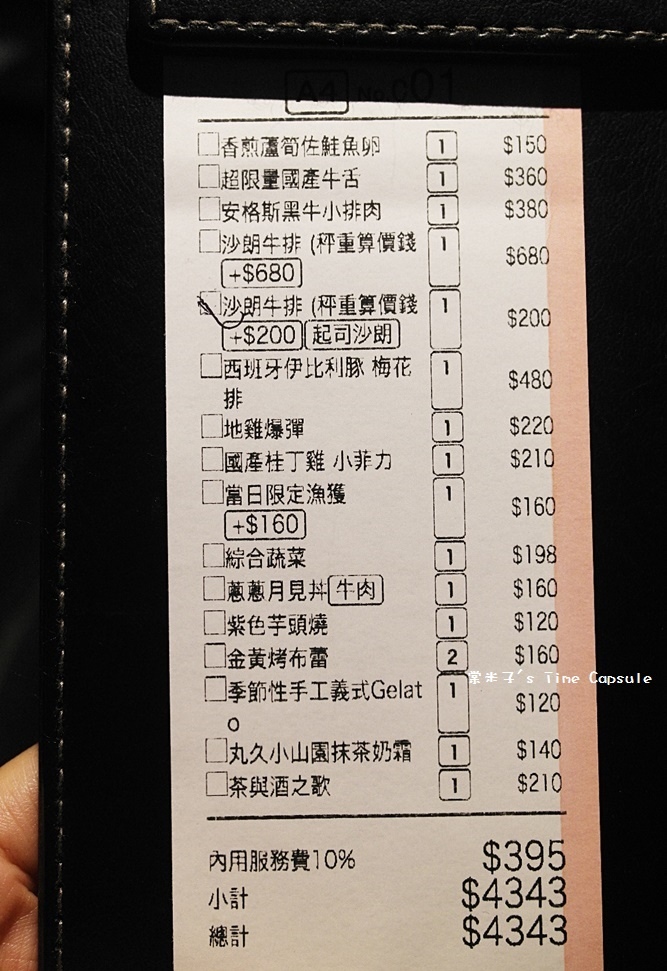 A4 No.001
香煎蘆筍佐鮭魚卵 1 $150
超限量國產牛舌 1 $360
安格斯黑牛小排肉 1 $380
沙朗牛排 (秤重算價錢 1 $680
+$680
沙朗牛排 (秤重算價錢 1 $200
+$200 起司沙朗
西班牙伊比利豚 梅花 1 $480
排
地雞爆彈 1 $220
國產桂丁雞 小菲力 1 $210
當日限定漁獲 1 $160
+$160
綜合蔬菜 1 $198
蔥蔥月見丼 牛肉 1 $160
紫色芋頭燒 1 $120
金黃烤布蕾 2 $160
棠米子's Time Capsule
季節性手工義式Gelat 1 $120
o
丸久小山園抹茶奶霜 1 $140
茶與酒之歌 1 $210
內用服務費10% $395
小計 $4343
總計 $4343